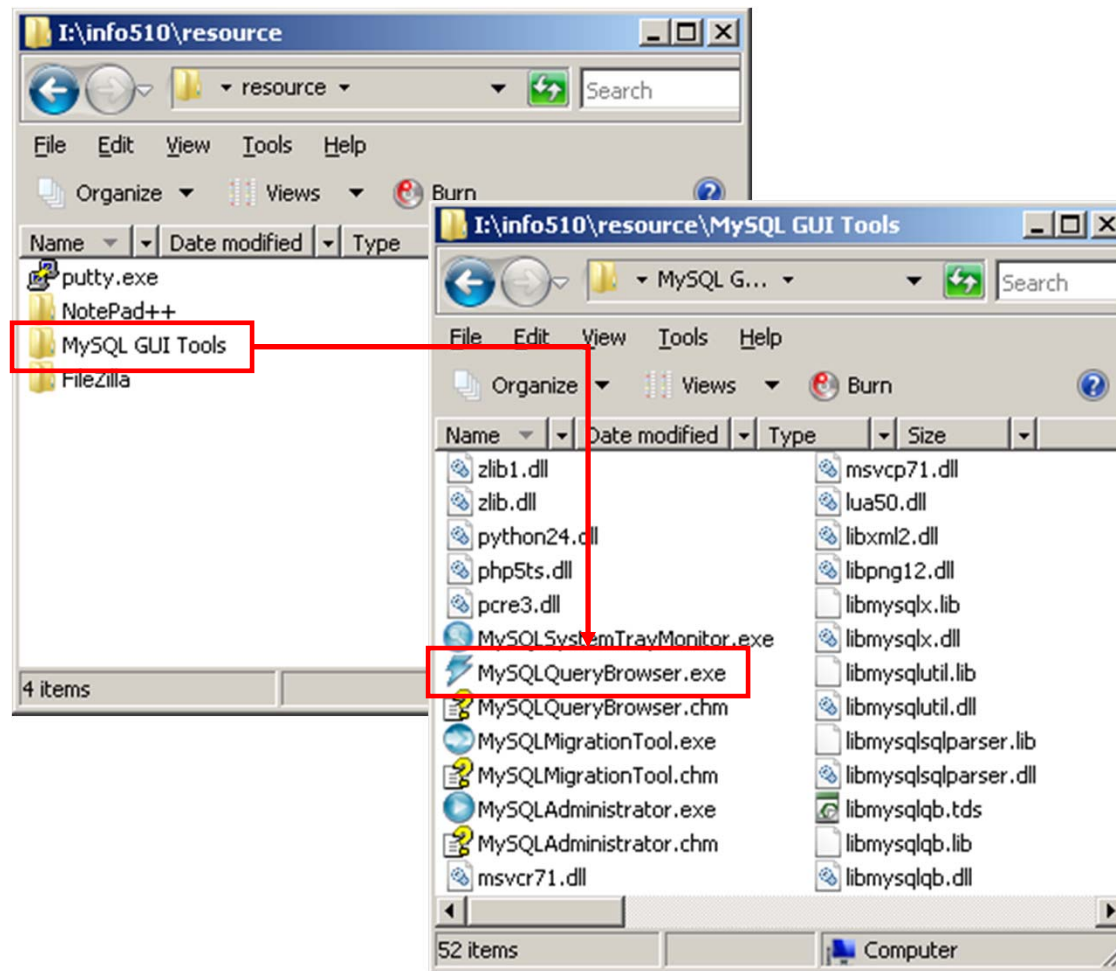 I:\info510\resource
resource
Search
File Edit View Tools Help
Organize Views Burn
Name Date modified Type
putty.exe
NotePad++
MySQL GUI Tools
FileZilla
4 items
I:\info510\resource\MySQL GUI Tools
MySQL G...
Search
File Edit View Tools Help
Organize Views Burn
Name Date modified Type Size
zlib1.dll
zlib.dll
python24.dll
php5ts.dll
pcre3.dll
MySQLSystemTrayMonitor.exe
MySQLQueryBrowser.exe
MySQLQueryBrowser.chm
MySQLMigrationTool.exe
MySQLMigrationTool.chm
MySQLAdministrator.exe
MySQLAdministrator.chm
msvcr71.dll
msvcp71.dll
lua50.dll
libxml2.dll
libpng12.dll
libmysqlx.lib
libmysqlx.dll
libmysqlutil.lib
libmysqlutil.dll
libmysqlsqlparser.lib
libmysqlsqlparser.dll
libmysqlqb.tds
libmysqlqb.lib
libmysqlqb.dll
52 items
Computer